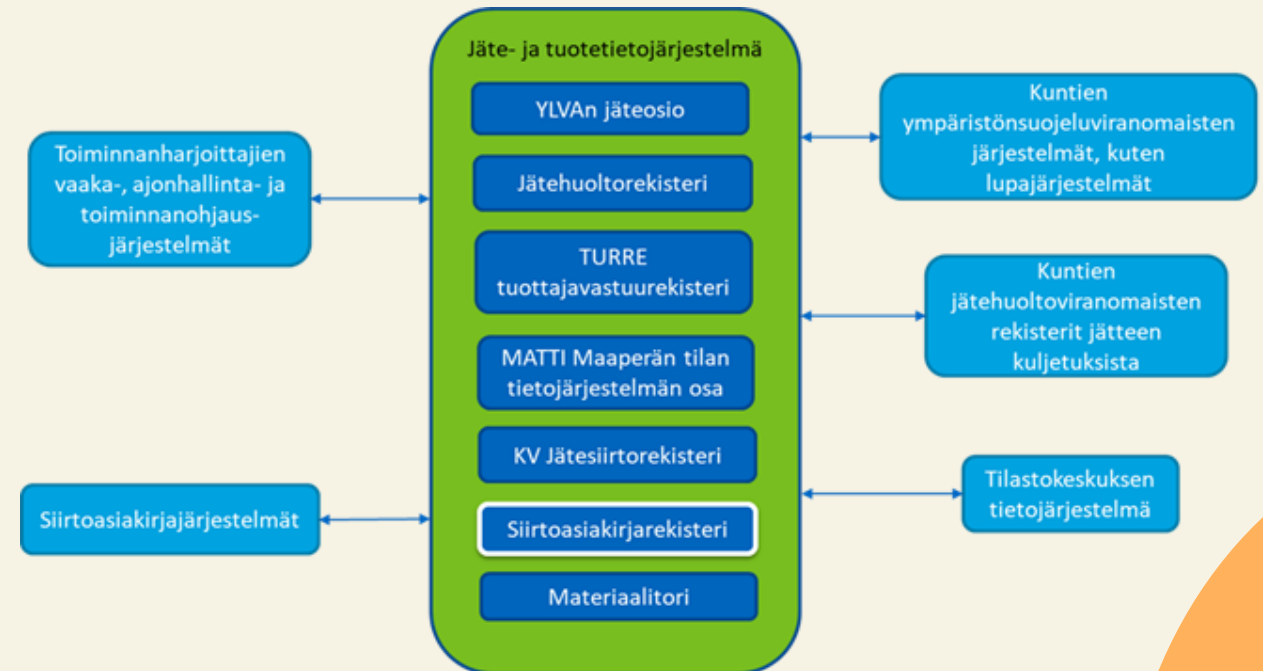 Jäte- ja tuotetietojärjestelmä
YLVAn jäteosio
Jätehuoltorekisteri
TURRE
tuottajavastuurekisteri
MATTI Maaperän tilan
tietojärjestelmän osa
KV Jätesiirtorekisteri
Siirtoasiakirjarekisteri
Materiaalitori
Toiminnanharjoittajien
vaaka-, ajonhallinta- ja
toiminnanohjaus-
järjestelmät
Siirtoasiakirjajärjestelmät
Kuntien
ympäristönsuojeluviranomaisten
järjestelmät, kuten
lupajärjestelmät
Kuntien
jätehuoltoviranomaisten
rekisterit jätteen
kuljetuksista
Tilastokeskuksen
tietojärjestelmä